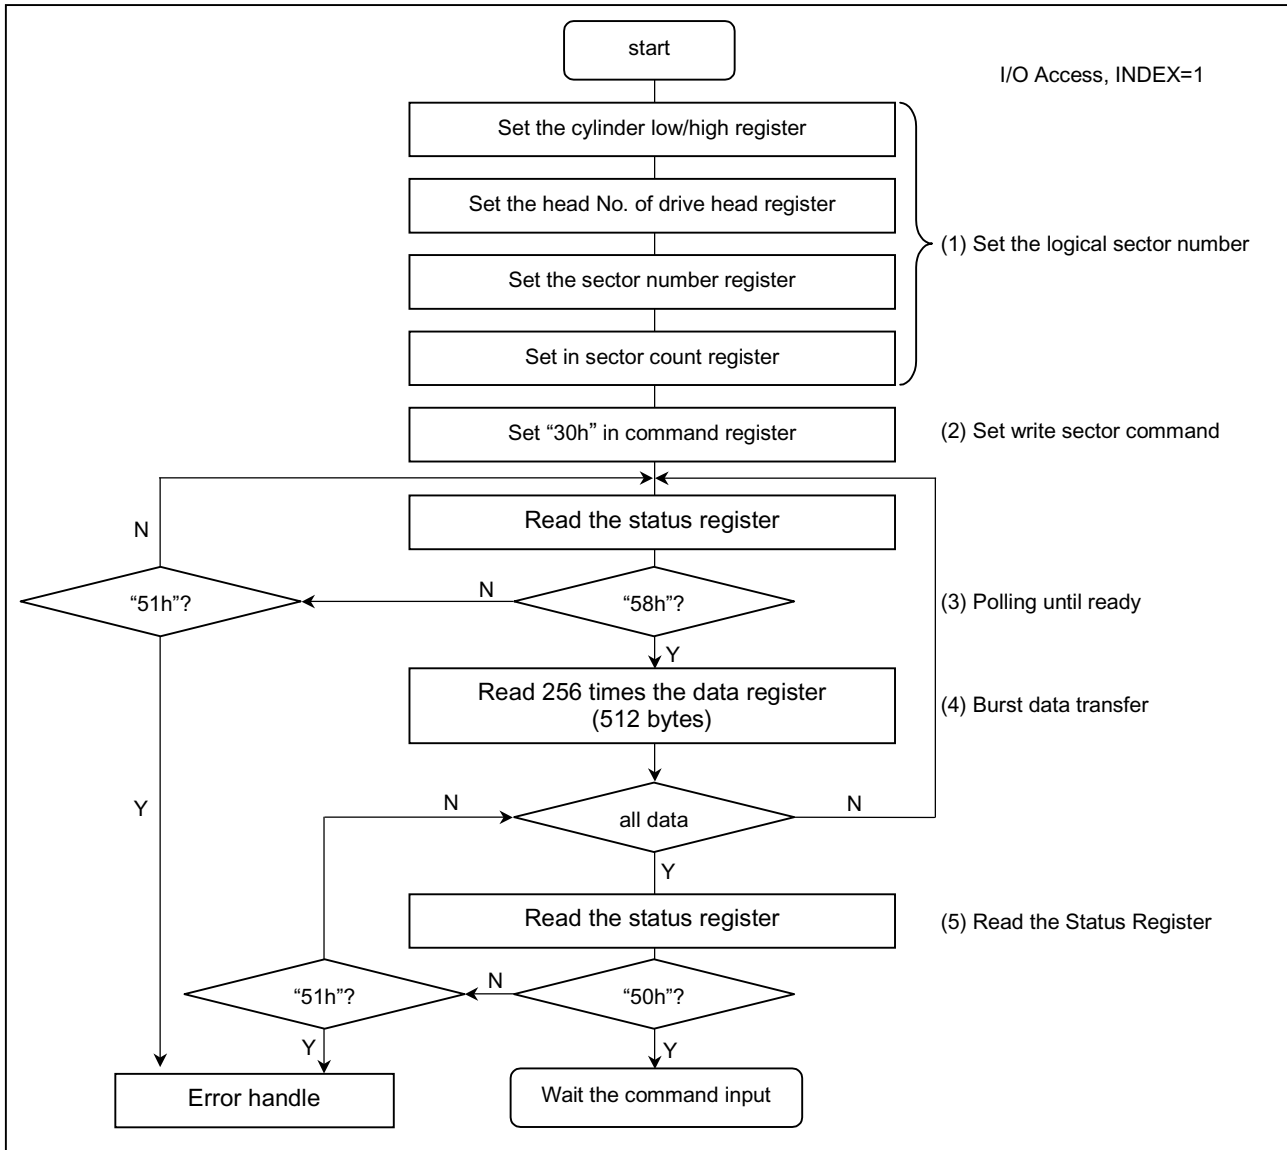 start
I/O Access, INDEX=1
Set the cylinder low/high register
Set the head No. of drive head register
(1) Set the logical sector number
Set the sector number register
Set in sector count register
Set “30h” in command register
(2) Set write sector command
Read the status register
N
“51h”?
N
“58h”?
(3) Polling until ready
Y
Read 256 times the data register
(512 bytes)
(4) Burst data transfer
Y
N
all data
N
Y
Read the status register
(5) Read the Status Register
“51h”?
N
“50h”?
Y
Y
Error handle
Wait the command input